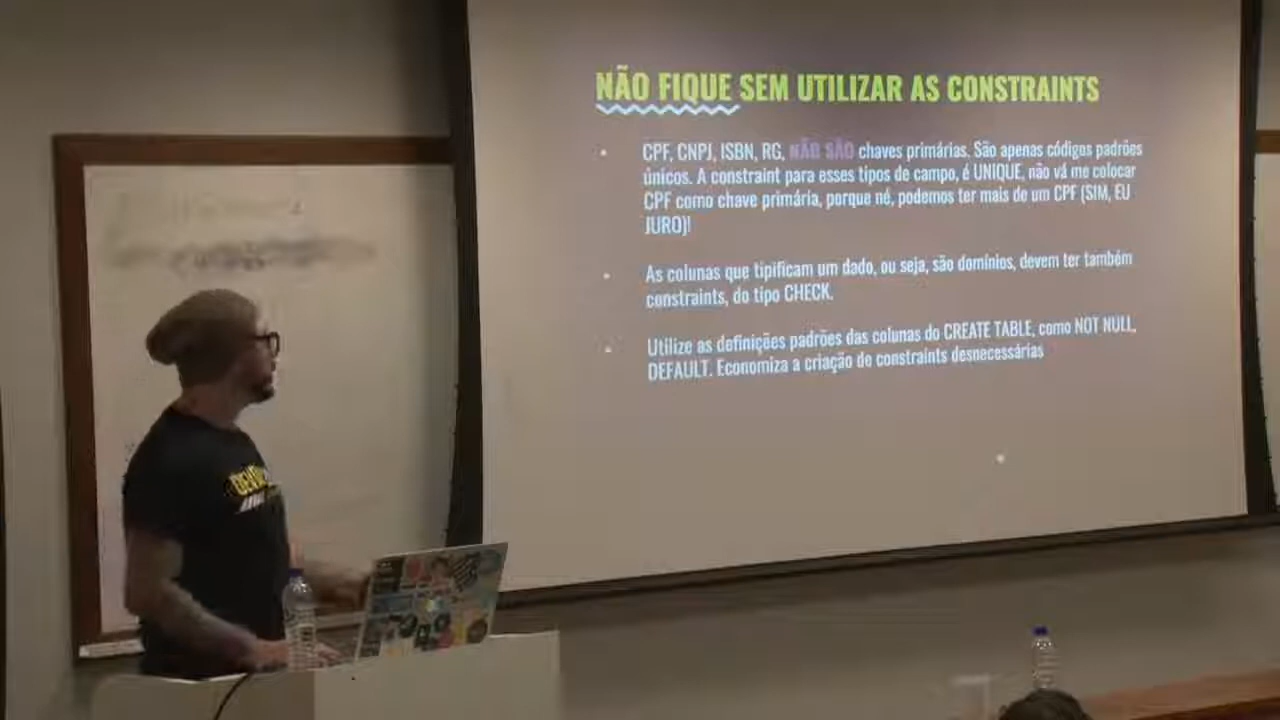 NÃO FIQUE SEM UTILIZAR AS CONSTRAINTS
CPF, CNPJ, ISBN, RG, NÃO SÃO chaves primárias. São apenas códigos padrões
únicos. A constraint para esses tipos de campo, é UNIQUE, não vá me colocar
CPF como chave primária, porque né, podemos ter mais de um CPF (SIM, EU
JURO)!
As colunas que tipificam um dado, ou seja, são domínios, devem ter também
constraints, do tipo CHECK.
Utilize as definições padrões das colunas do CREATE TABLE, como NOT NULL,
DEFAULT. Economiza a criação de constraints desnecessárias